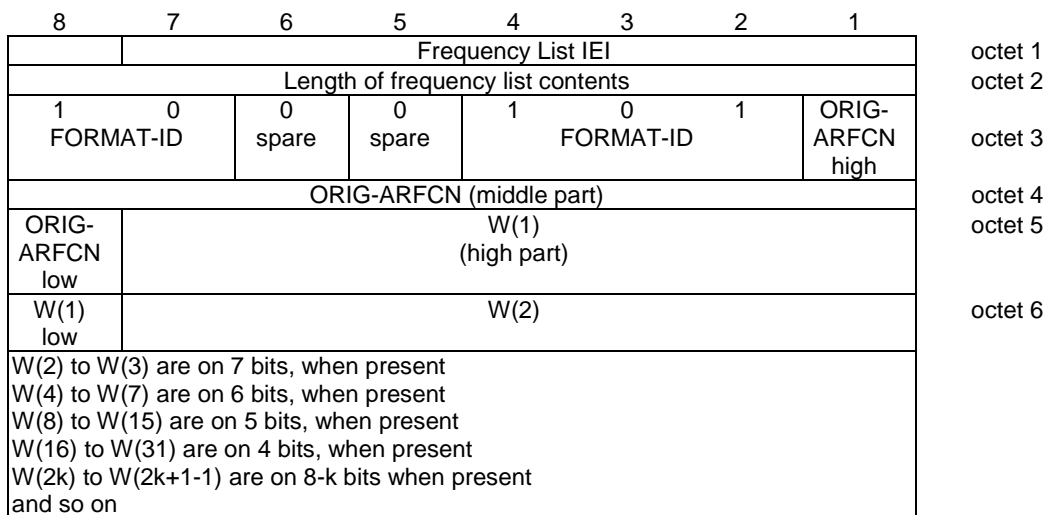 8 7 6 5 4 3 2 1
Frequency List IEI octet 1
Length of frequency list contents octet 2
1 0 0 0 1 0 1 ORIG-
FORMAT-ID spare spare FORMAT-ID ARFCN octet 3
high
ORIG-ARFCN (middle part) octet 4
ORIG- W(1) octet 5
ARFCN (high part)
low
W(1) W(2) octet 6
low
W(2) to W(3) are on 7 bits, when present
W(4) to W(7) are on 6 bits, when present
W(8) to W(15) are on 5 bits, when present
W(16) to W(31) are on 4 bits, when present
W(2k) to W(2k+1-1) are on 8-k bits when present
and so on